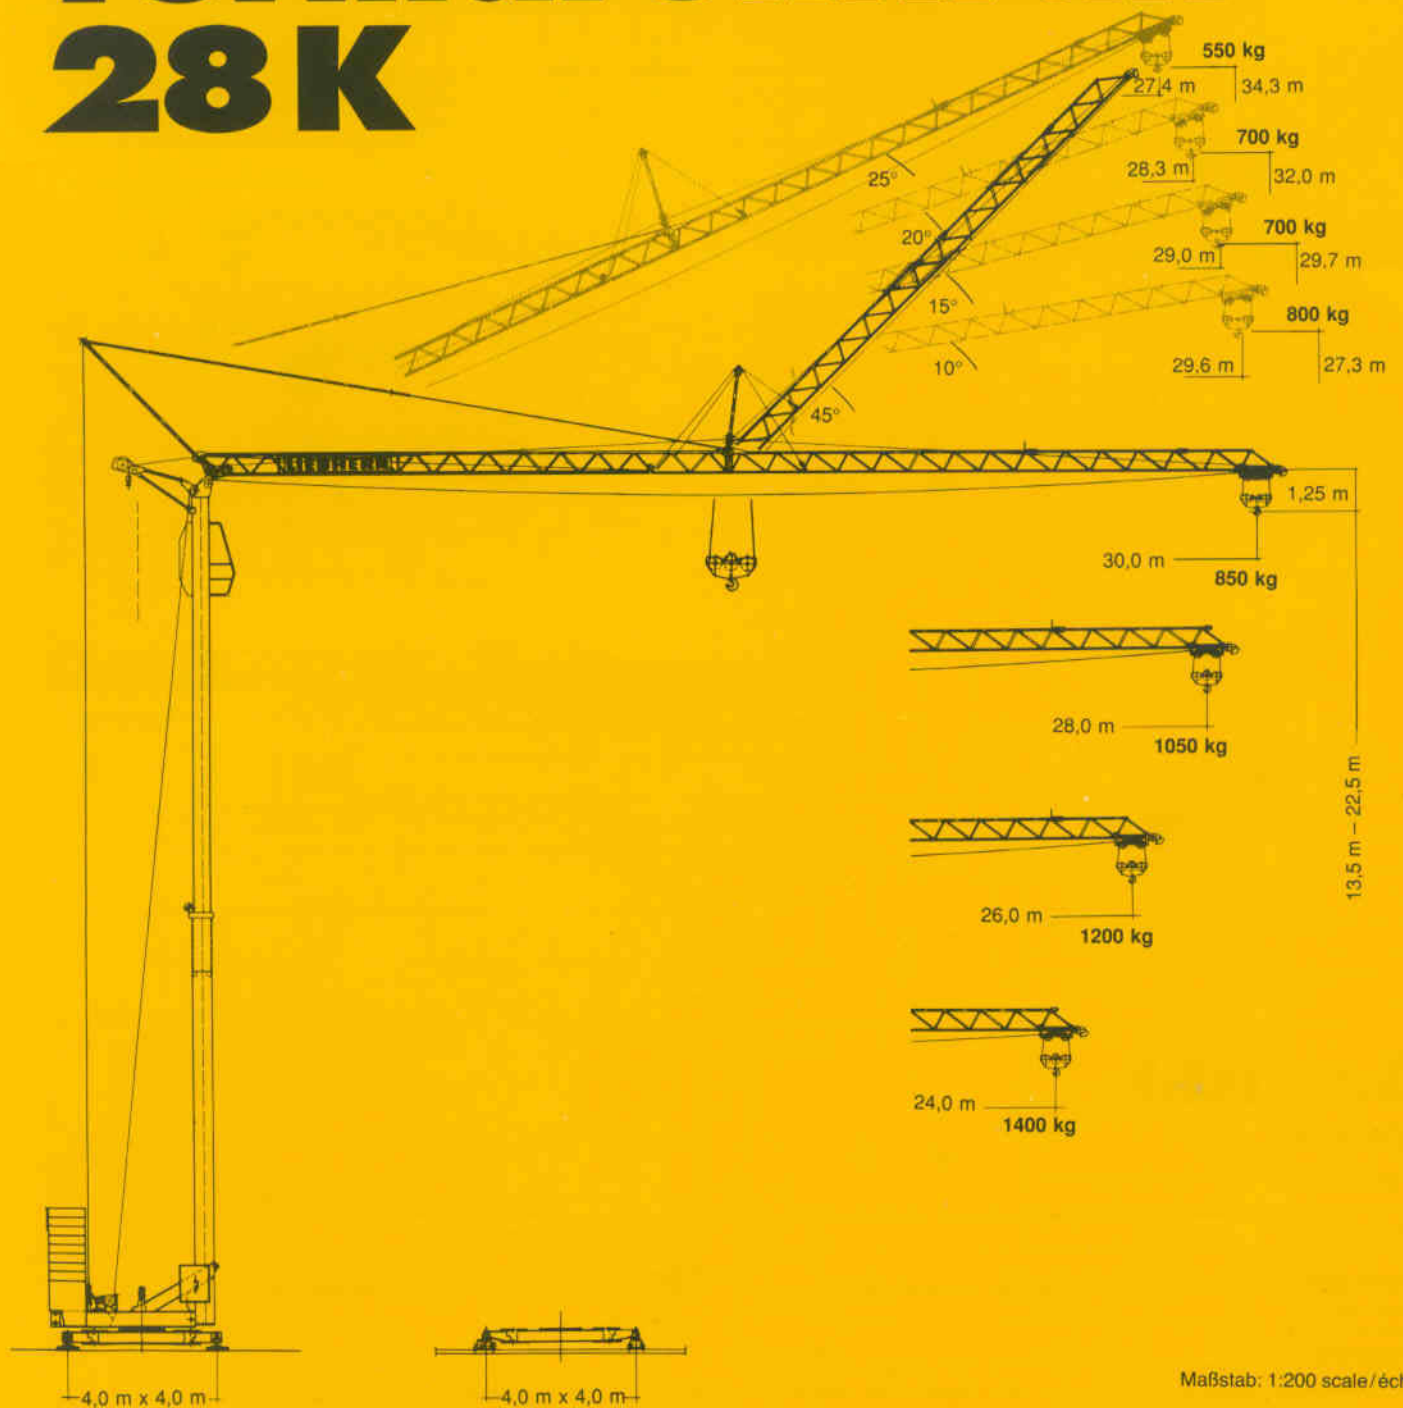 28 K
550 kg
27,4 m
34,3 m
700 kg
25°
28,3 m
32,0 m
700 kg
20°
29,0 m
29,7 m
15°
800 kg
10°
29,6 m
27,3 m
45°
LIEBHERR
1,25 m
30,0 m
850 kg
28,0 m
1050 kg
13,5 m – 22,5 m
26,0 m
1200 kg
24,0 m
1400 kg
4,0 m x 4,0 m
4,0 m x 4,0 m
Maßstab: 1:200 scale/éch